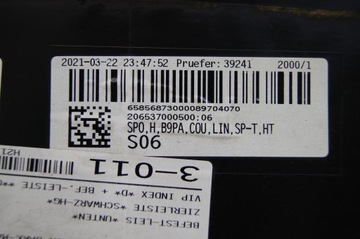 2021-03-22 23:47:52 Pruefer: 39241 2000/1
65856873000089704070
206537000500;06
SPO,H,B9PA,COU,LIN,SP-T,HT
S06
3-011
H21
VIP INDEX *D* + BEF.-LEISTE
ZIERLEISTE *SCHWARZ-HG*
BEFEST-LEIS *UNTEN*